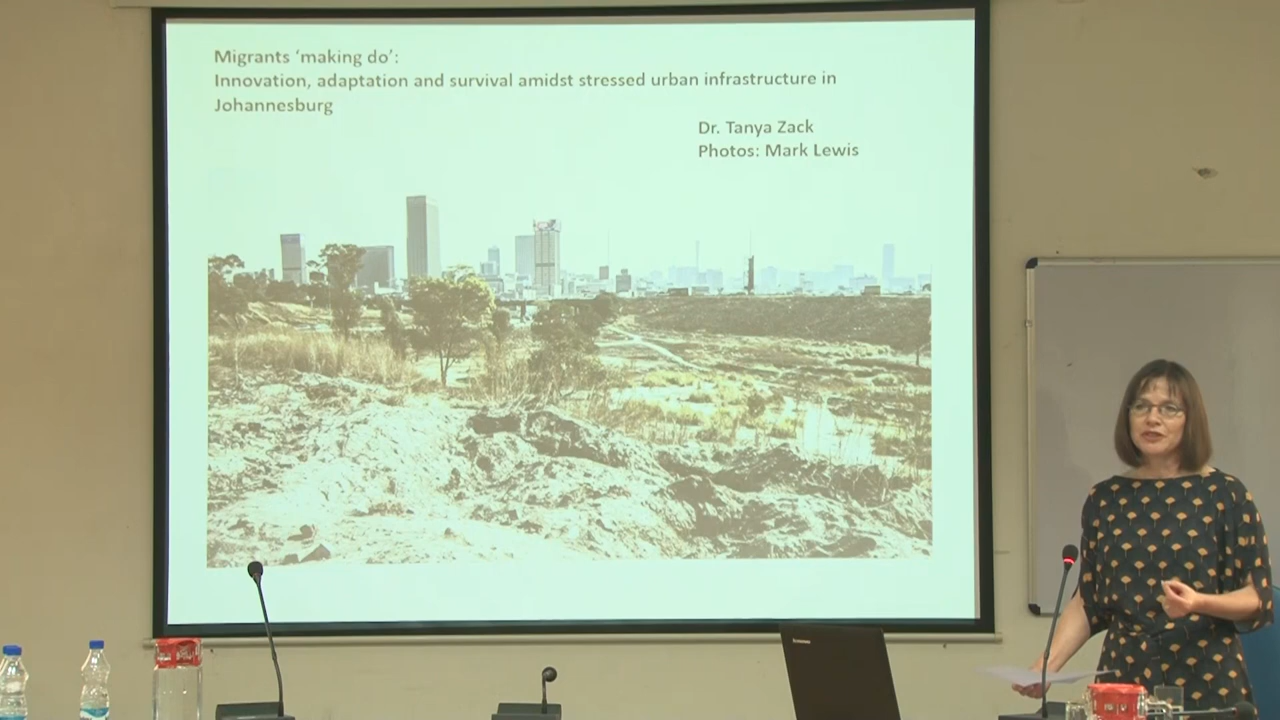 Migrants ‘making do’:
Innovation, adaptation and survival amidst stressed urban infrastructure in
Johannesburg
Dr. Tanya Zack
Photos: Mark Lewis